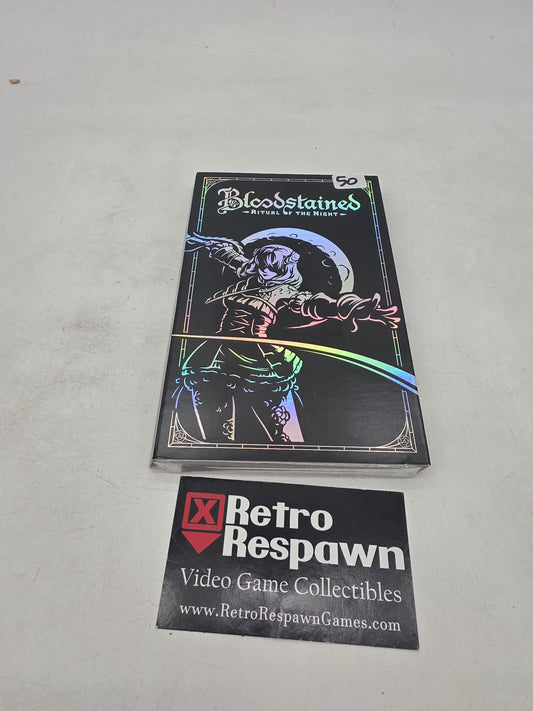 50
Bloodstained
RITUAL OF THE NIGHT
X
Retro
Respawn
Video Game Collectibles
www.RetroRespawnGames.com